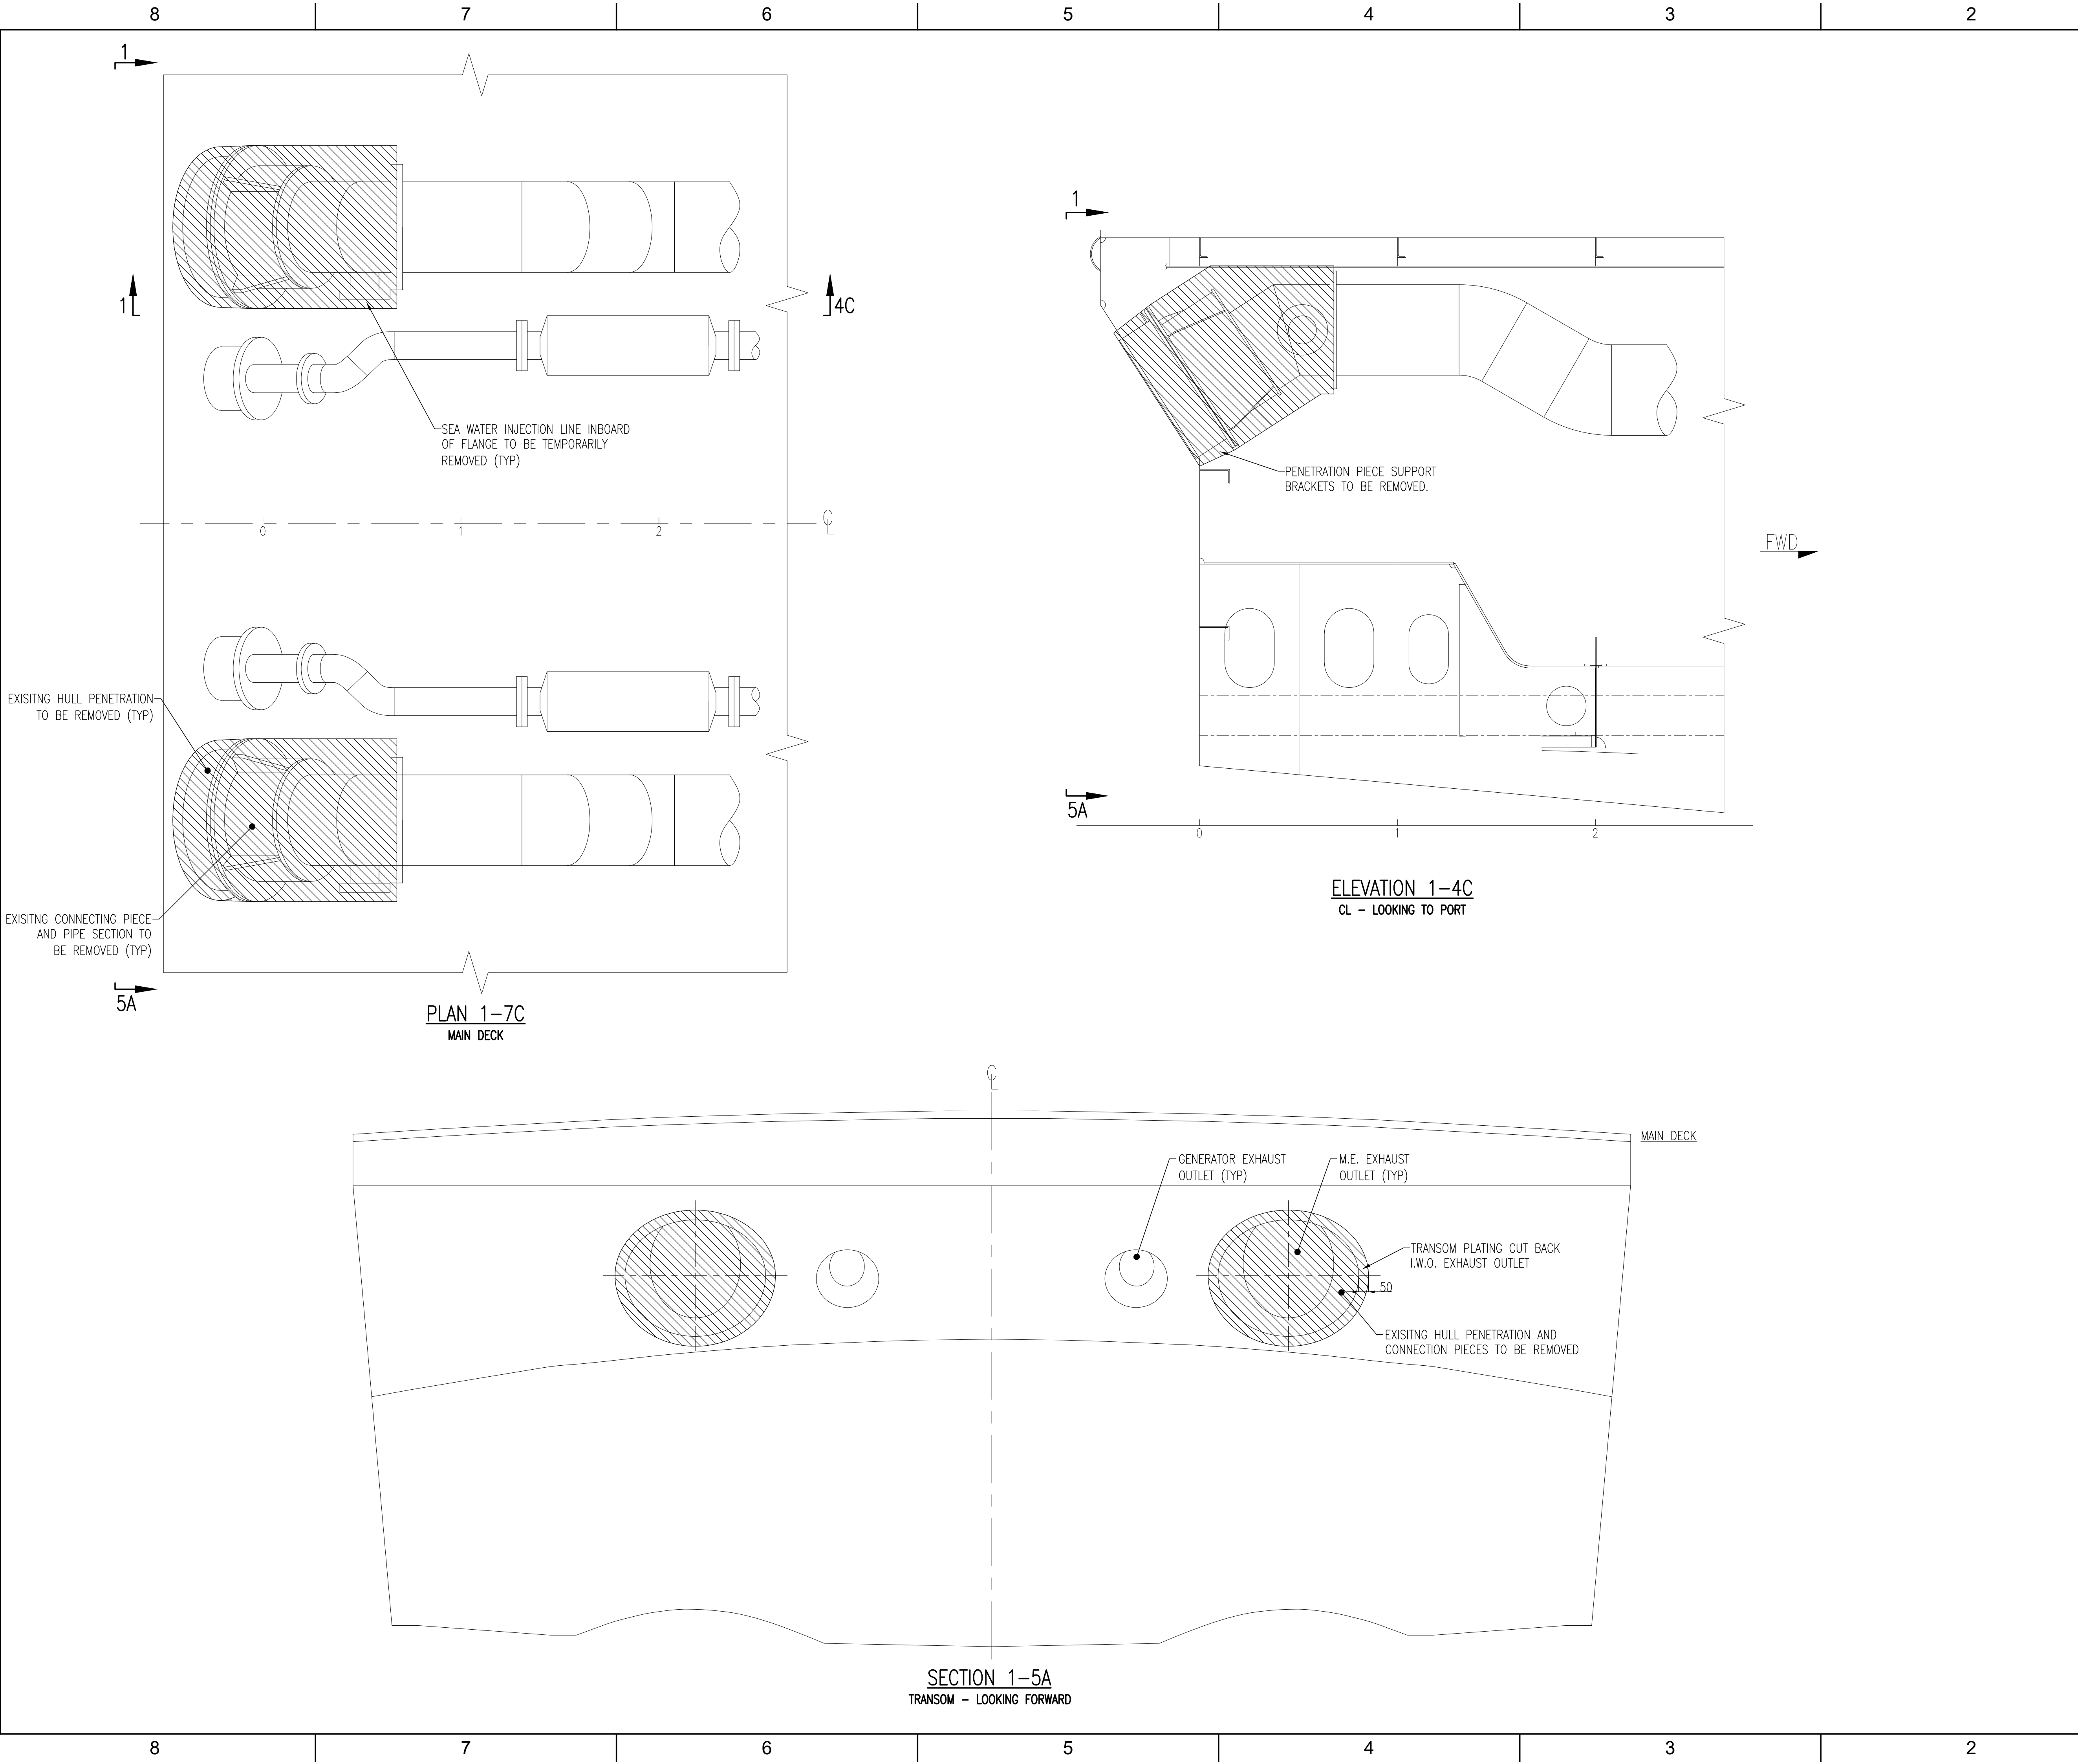 8 7 6 5 4 3 2
1
1
4C
SEA WATER INJECTION LINE INBOARD
OF FLANGE TO BE TEMPORARILY
REMOVED (TYP)
0 1 2
CL
EXISITNG HULL PENETRATION
TO BE REMOVED (TYP)
EXISITNG CONNECTING PIECE
AND PIPE SECTION TO
BE REMOVED (TYP)
5A
PLAN 1-7C
MAIN DECK
1
PENETRATION PIECE SUPPORT
BRACKETS TO BE REMOVED.
FWD
5A
0 1 2
ELEVATION 1-4C
CL - LOOKING TO PORT
CL
MAIN DECK
GENERATOR EXHAUST
OUTLET (TYP)
M.E. EXHAUST
OUTLET (TYP)
TRANSOM PLATING CUT BACK
I.W.O. EXHAUST OUTLET
50
EXISITNG HULL PENETRATION AND
CONNECTION PIECES TO BE REMOVED
SECTION 1-5A
TRANSOM - LOOKING FORWARD
8 7 6 5 4 3 2